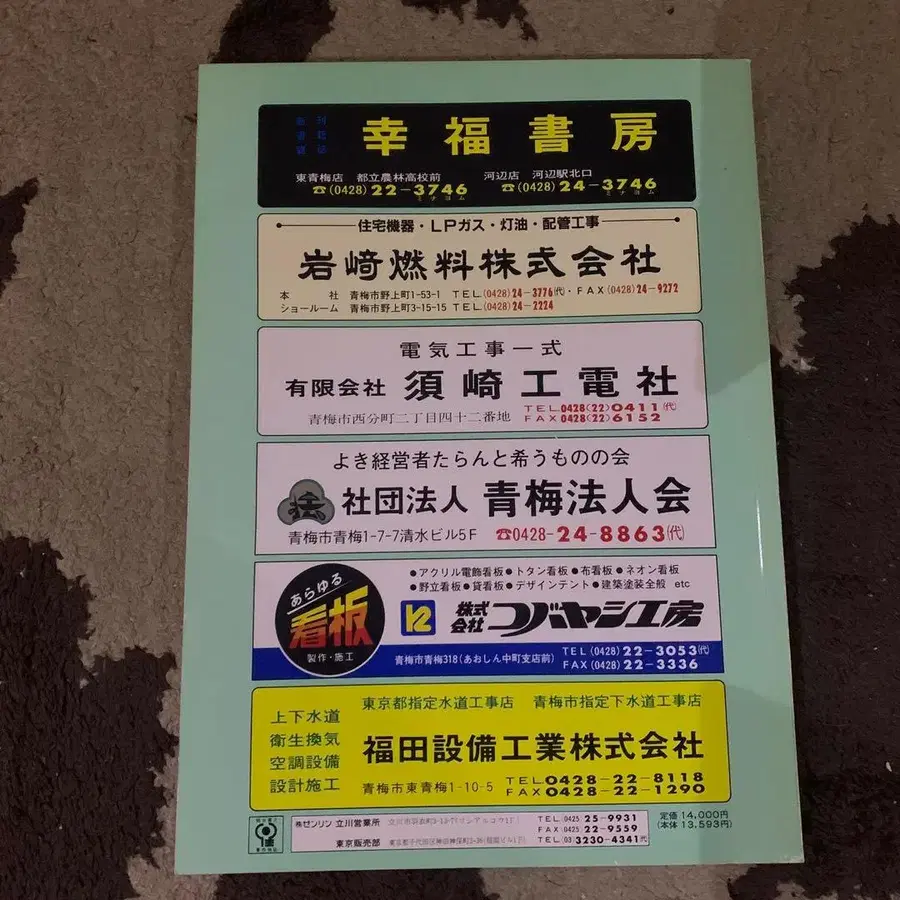 幸福書房
東青梅店 都立農林高校前 河辺店 河辺駅北口
☎(0428)22-3746 ☎(0428)24-3746
ミナヨム ミナヨム
住宅機器・LPガス・灯油・配管工事
岩﨑燃料株式会社
本社 青梅市野上町1-53-1 TEL(0428)24-3776(代)・FAX(0428)24-9272
ショールーム 青梅市野上町3-15-15 TEL(0428)24-2224
電気工事一式
有限会社 須崎工電社
青梅市西分町二丁目四十二番地
TEL.0428(22)0411(代)
FAX0428(22)6152
よき経営者たらんと希うものの会
社団法人 青梅法人会
青梅市青梅1-7-7清水ビル5F ☎0428-24-8863(代)
あらゆる
看板
製作・施工
●アクリル電飾看板●トタン看板●布看板●ネオン看板
●野立看板●貸看板●デザインテント●建築塗装全般 etc
株式会社 コバヤシ工房
青梅市青梅318(あおしん中町支店前)
TEL(0428)22-3053(代)
FAX(0428)22-3336
上下水道
衛生換気
空調設備
設計施工
東京都指定水道工事店 青梅市指定下水道工事店
福田設備工業株式会社
青梅市東青梅1-10-5
TEL0428-22-8118
FAX0428-22-1290
㈱ゼンリン 立川営業所
TEL 0425 25-9931
FAX 0425 22-9559
東京販売部
TEL(03)3230-4341(代)
定価 14,000円
(本体 13,593円)